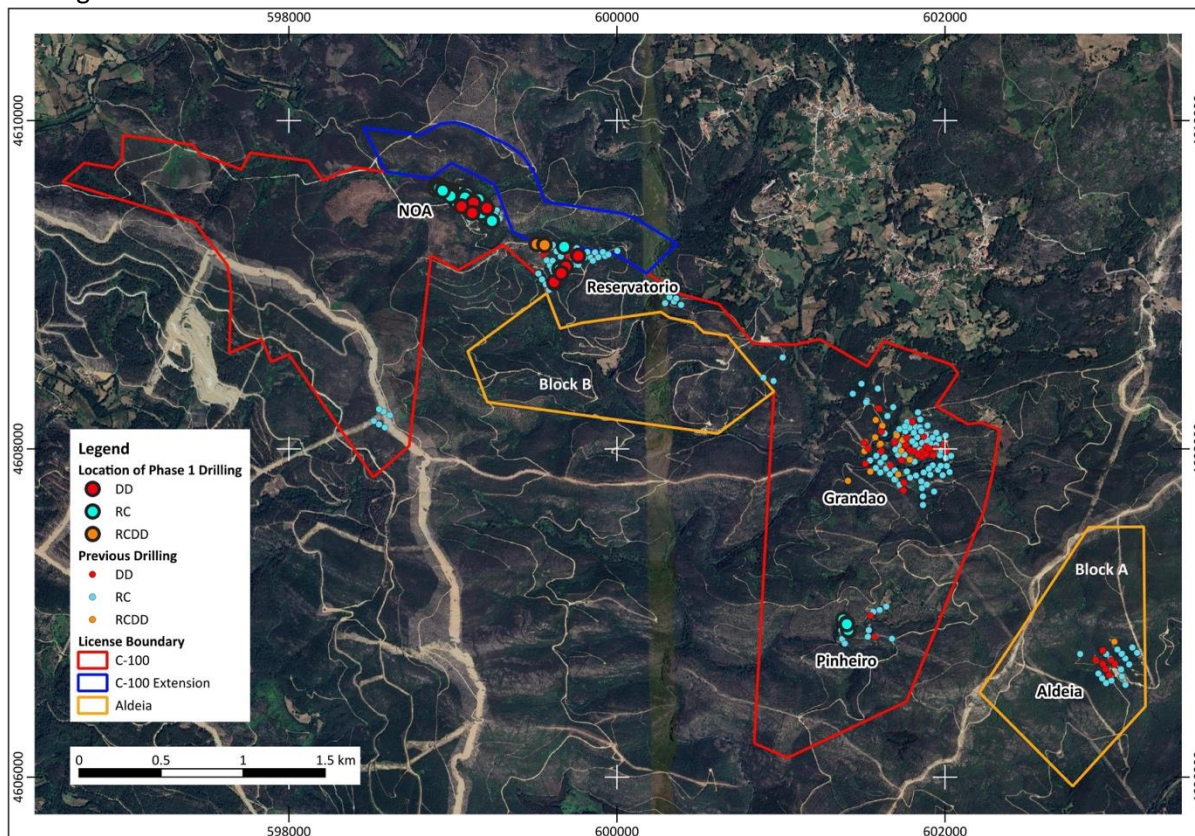 598000
600000
602000
4610000
NOA
Reservatorio
Block B
4608000
Legend
Location of Phase 1 Drilling
DD
RC
RCDD
Previous Drilling
DD
RC
RCDD
License Boundary
C-100
C-100 Extension
Aldeia
Grandao
Block A
Pinheiro
Aldeia
0 0.5 1 1.5 km
4606000
598000
600000
602000